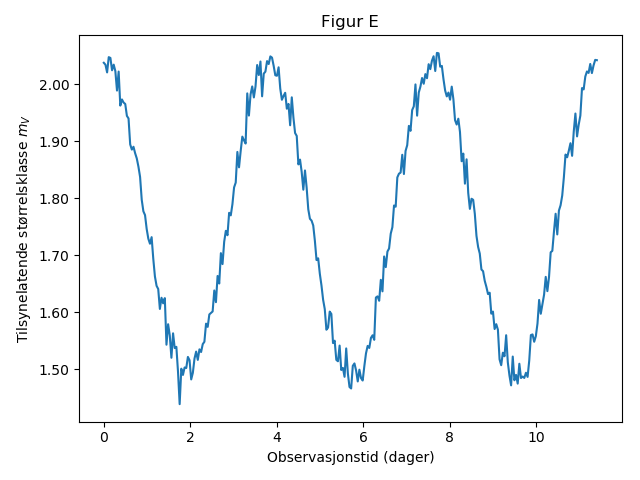 Figur E
Tilsynelatende størrelsklasse m_V
2.00
1.90
1.80
1.70
1.60
1.50
0 2 4 6 8 10
Observasjonstid (dager)